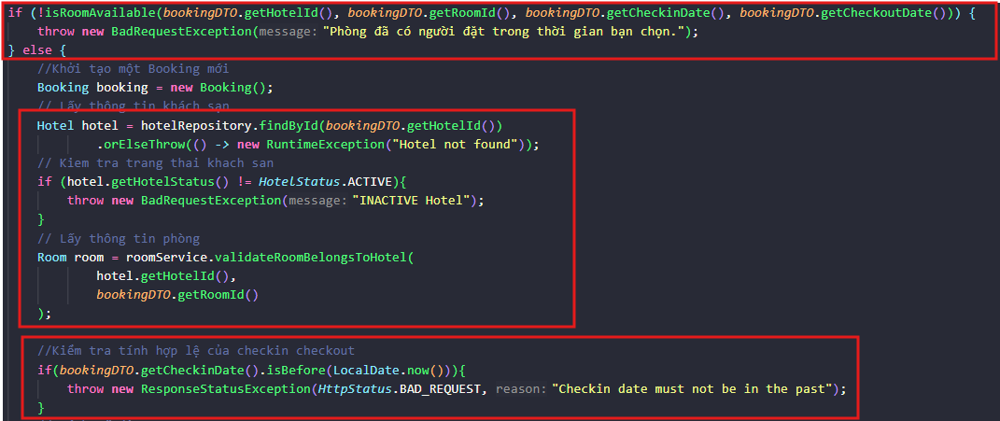 if (!isRoomAvailable(bookingDTO.getHotelId(), bookingDTO.getRoomId(), bookingDTO.getCheckinDate(), bookingDTO.getCheckoutDate())) {
throw new BadRequestException(message: "Phòng đã có người đặt trong thời gian bạn chọn.");
} else {
//Khởi tạo một Booking mới
Booking booking = new Booking();
// Lấy thông tin khách sạn
Hotel hotel = hotelRepository.findById(bookingDTO.getHotelId())
.orElseThrow(() -> new RuntimeException("Hotel not found"));
// Kiem tra trang thai khach san
if (hotel.getHotelStatus() != HotelStatus.ACTIVE){
throw new BadRequestException(message: "INACTIVE Hotel");
}
// Lấy thông tin phòng
Room room = roomService.validateRoomBelongsToHotel(
hotel.getHotelId(),
bookingDTO.getRoomId()
);
//Kiểm tra tính hợp lệ của checkin checkout
if(bookingDTO.getCheckinDate().isBefore(LocalDate.now())){
throw new ResponseStatusException(HttpStatus.BAD_REQUEST, reason: "Checkin date must not be in the past");
}